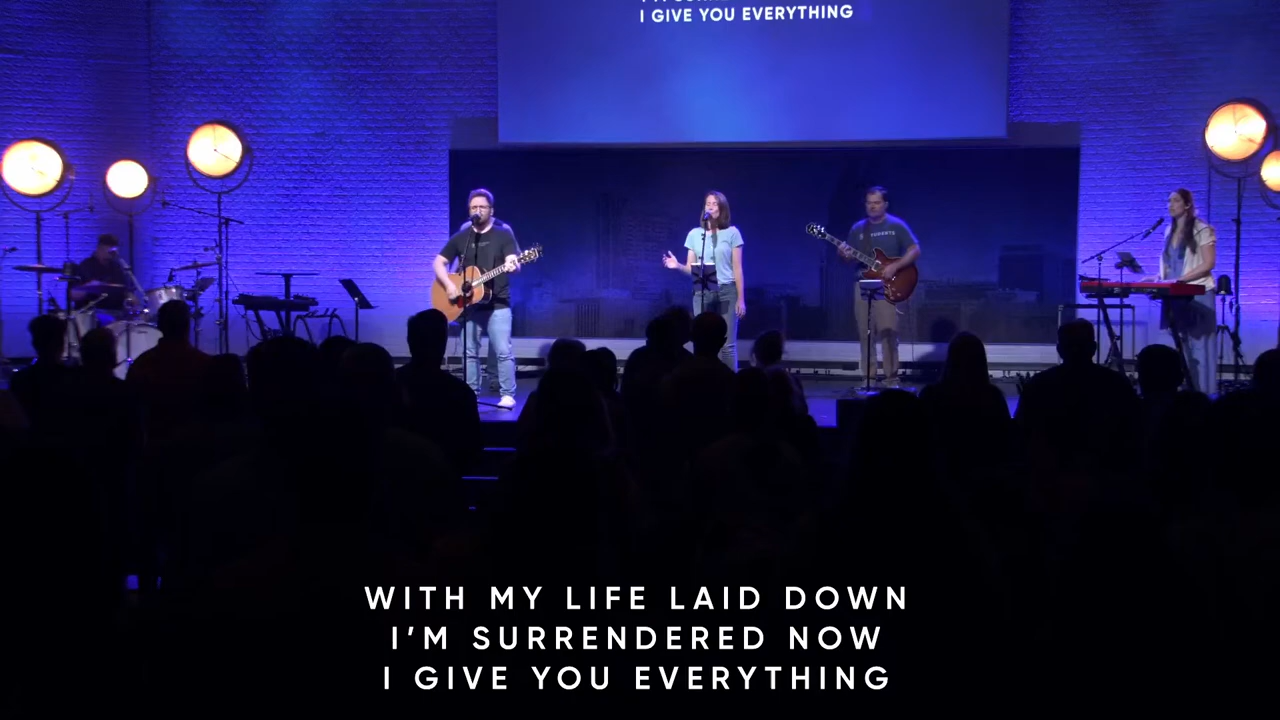 I GIVE YOU EVERYTHING
WITH MY LIFE LAID DOWN
I'M SURRENDERED NOW
I GIVE YOU EVERYTHING